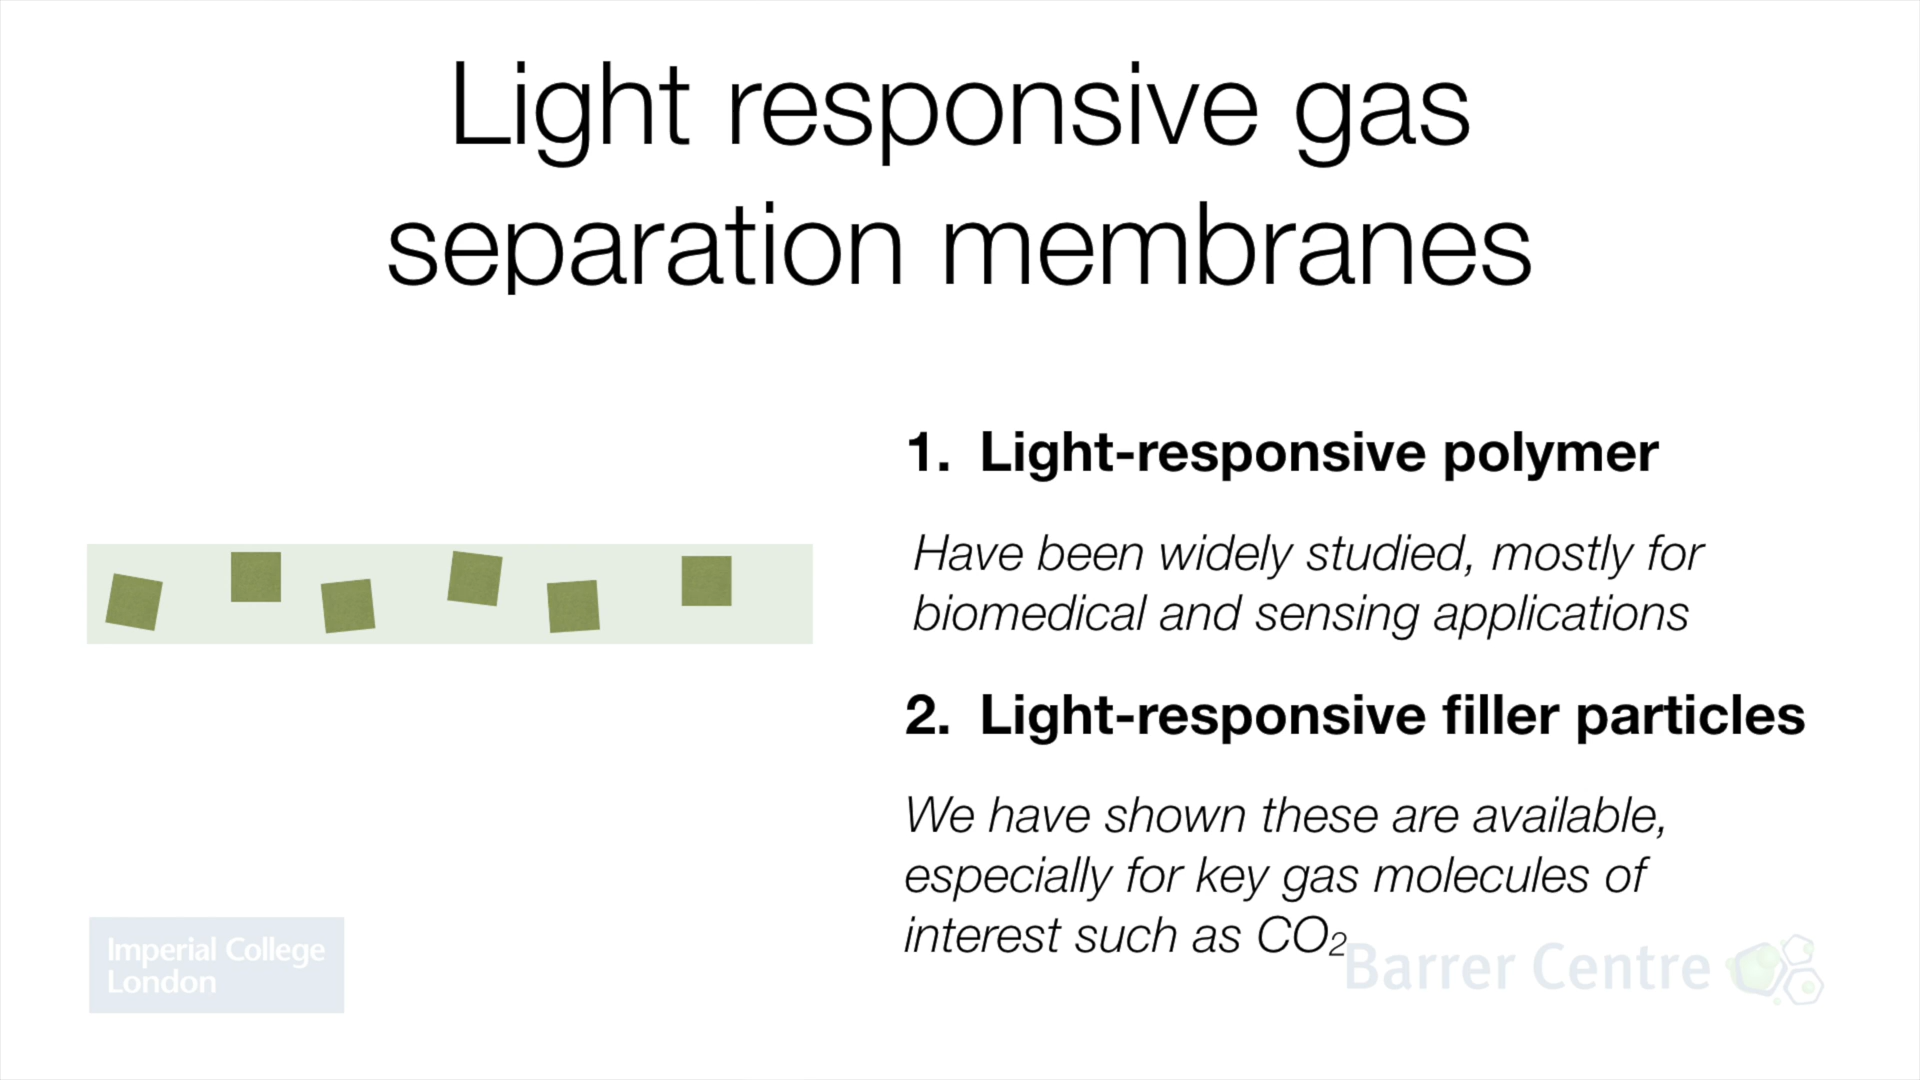 Light responsive gas
separation membranes
1. Light-responsive polymer
Have been widely studied, mostly for
biomedical and sensing applications
2. Light-responsive filler particles
We have shown these are available,
especially for key gas molecules of
interest such as CO₂
Imperial College
London
Barrer Centre